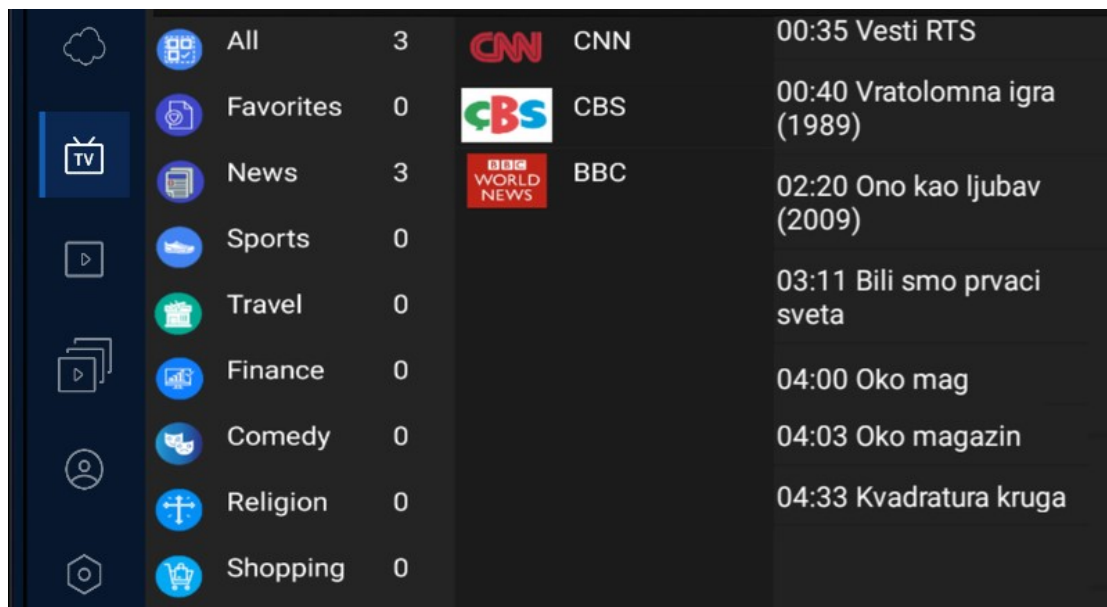 All 3
Favorites 0
TV
News 3
Sports 0
Travel 0
Finance 0
Comedy 0
Religion 0
Shopping 0
CNN CNN
ÇBS CBS
BBC
WORLD
NEWS
BBC
00:35 Vesti RTS
00:40 Vratolomna igra
(1989)
02:20 Ono kao ljubav
(2009)
03:11 Bili smo prvaci
sveta
04:00 Oko mag
04:03 Oko magazin
04:33 Kvadratura kruga